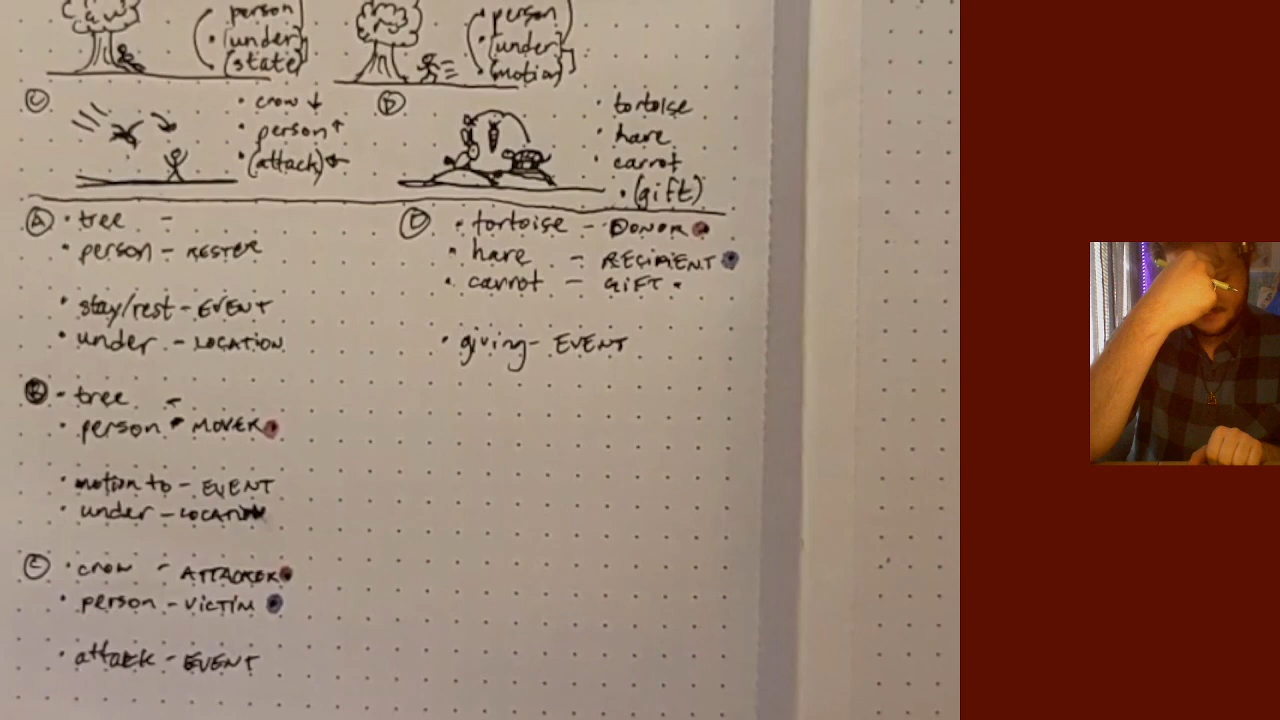 person
(under)
(state)
person
(under)
(motion)
C
• crow ↓
• person ↑
• (attack) ←
D
• tortoise
• hare
• carrot
• (gift)
A • tree –
• person – RESTER
• stay/rest – EVENT
• under – LOCATION
B - tree -
• person - MOVER
• motion to – EVENT
• under – LOCATION
C • crow – ATTACKER
• person – VICTIM
• attack – EVENT
D • tortoise – DONOR
• hare – RECIPIENT
• carrot – GIFT
• giving – EVENT